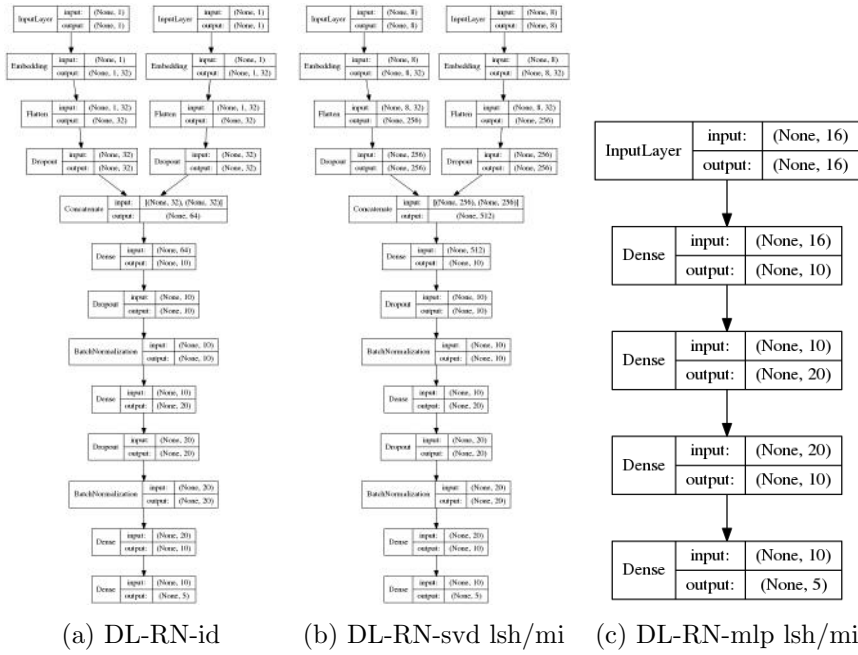 InputLayer input: (None, 1) output: (None, 1)
InputLayer input: (None, 1) output: (None, 1)
Embedding input: (None, 1) output: (None, 1, 32)
Embedding input: (None, 1) output: (None, 1, 32)
Flatten input: (None, 1, 32) output: (None, 32)
Flatten input: (None, 1, 32) output: (None, 32)
Dropout input: (None, 32) output: (None, 32)
Dropout input: (None, 32) output: (None, 32)
Concatenate input: [(None, 32), (None, 32)] output: (None, 64)
Dense input: (None, 64) output: (None, 10)
Dropout input: (None, 10) output: (None, 10)
BatchNormalization input: (None, 10) output: (None, 10)
Dense input: (None, 10) output: (None, 20)
Dropout input: (None, 20) output: (None, 20)
BatchNormalization input: (None, 20) output: (None, 20)
Dense input: (None, 20) output: (None, 10)
Dense input: (None, 10) output: (None, 5)
(a) DL-RN-id
InputLayer input: (None, 8) output: (None, 8)
InputLayer input: (None, 8) output: (None, 8)
Embedding input: (None, 8) output: (None, 8, 32)
Embedding input: (None, 8) output: (None, 8, 32)
Flatten input: (None, 8, 32) output: (None, 256)
Flatten input: (None, 8, 32) output: (None, 256)
Dropout input: (None, 256) output: (None, 256)
Dropout input: (None, 256) output: (None, 256)
Concatenate input: [(None, 256), (None, 256)] output: (None, 512)
Dense input: (None, 512) output: (None, 10)
Dropout input: (None, 10) output: (None, 10)
BatchNormalization input: (None, 10) output: (None, 10)
Dense input: (None, 10) output: (None, 20)
Dropout input: (None, 20) output: (None, 20)
BatchNormalization input: (None, 20) output: (None, 20)
Dense input: (None, 20) output: (None, 10)
Dense input: (None, 10) output: (None, 5)
(b) DL-RN-svd lsh/mi
InputLayer input: (None, 16) output: (None, 16)
Dense input: (None, 16) output: (None, 10)
Dense input: (None, 10) output: (None, 20)
Dense input: (None, 20) output: (None, 10)
Dense input: (None, 10) output: (None, 5)
(c) DL-RN-mlp lsh/mi